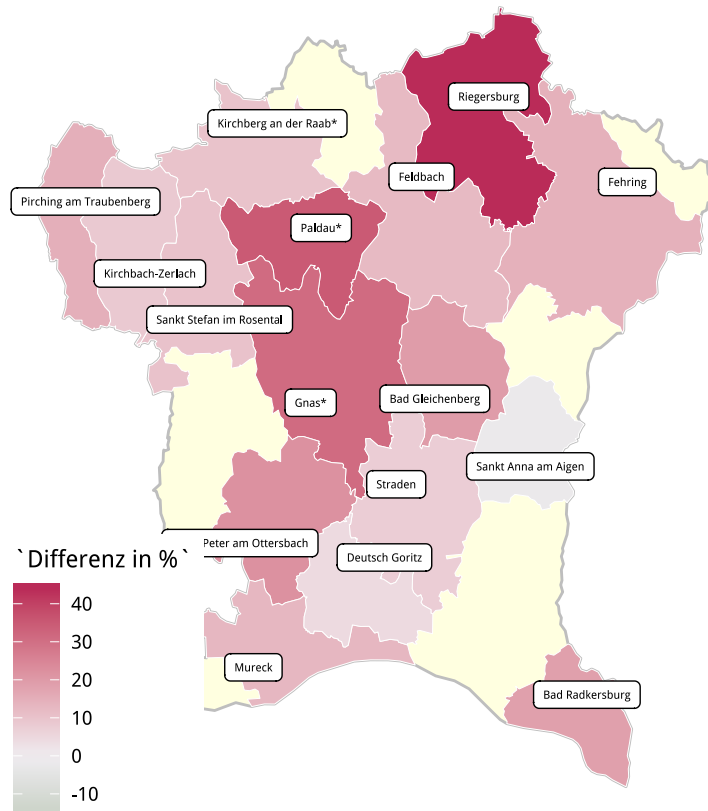 Riegersburg
Kirchberg an der Raab*
Feldbach
Fehring
Pirching am Traubenberg
Paldau*
Kirchbach-Zerlach
Sankt Stefan im Rosental
Gnas*
Bad Gleichenberg
Sankt Anna am Aigen
Straden
Peter am Ottersbach
Deutsch Goritz
`Differenz in %`
40
30
20
10
0
-10
Mureck
Bad Radkersburg